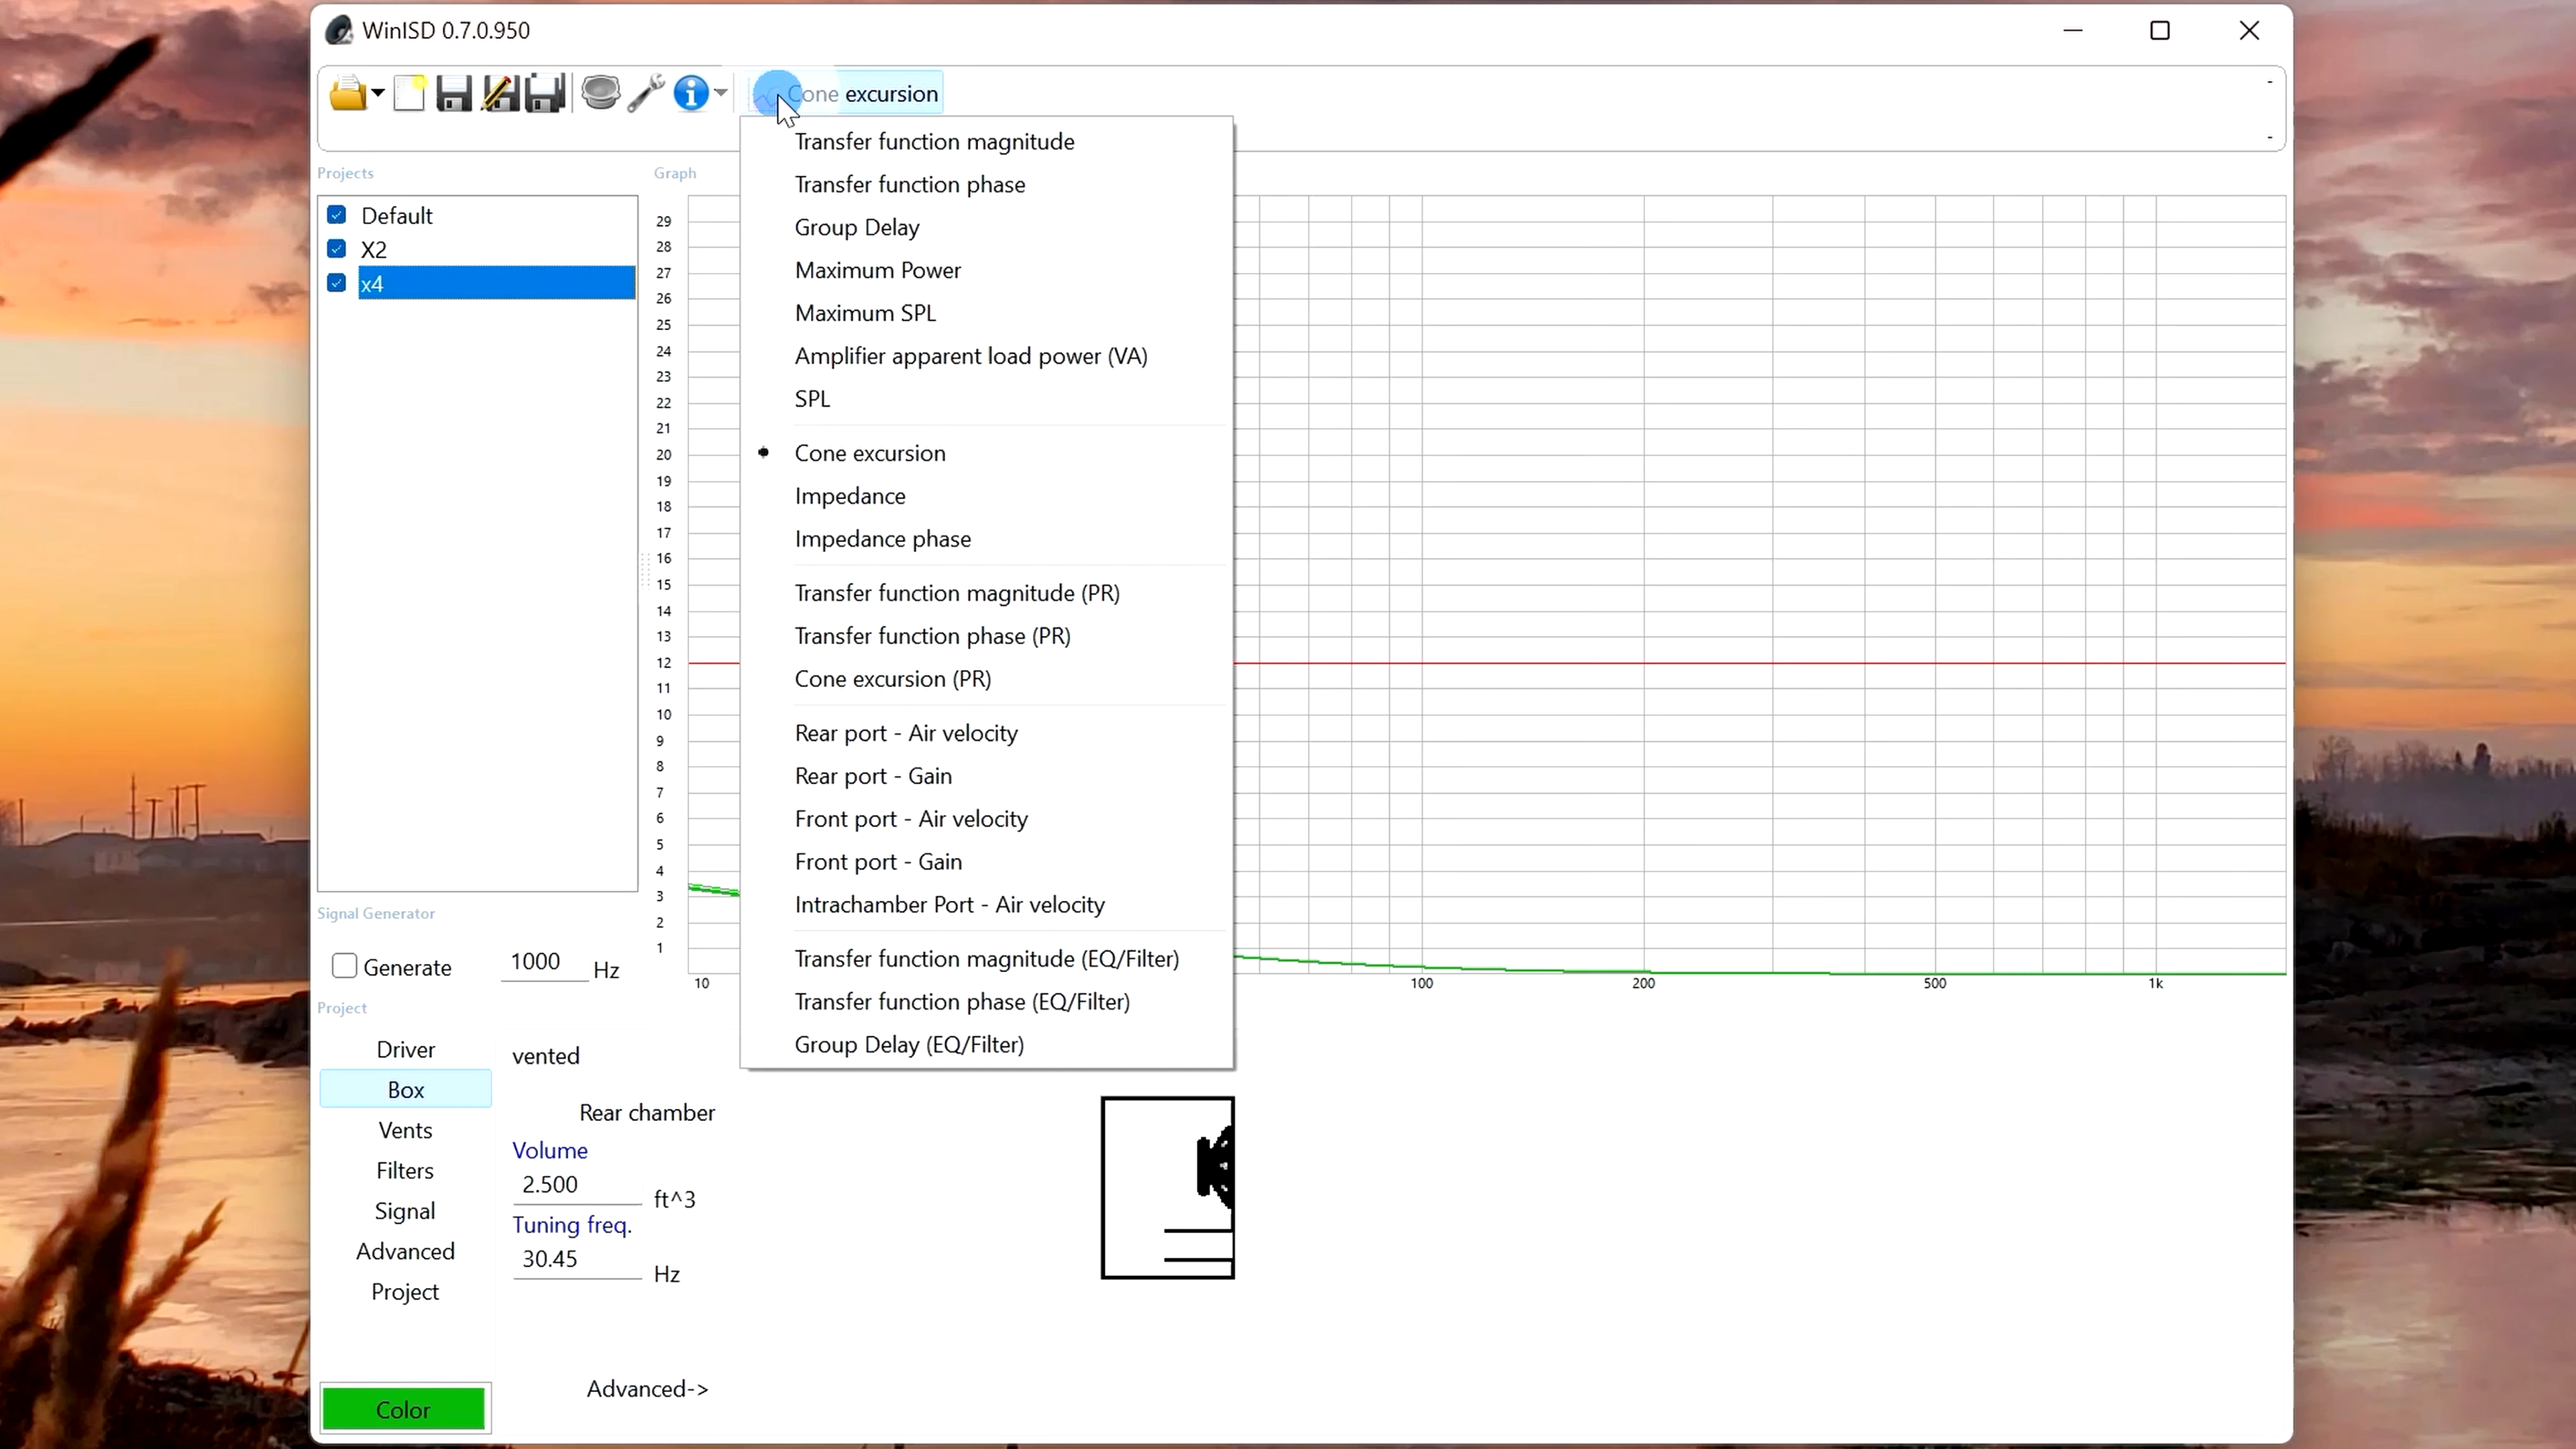 WinISD 0.7.0.950
Cone excursion
Projects
Default
X2
x4
Graph
29
28
27
26
25
24
23
22
21
20
19
18
17
16
15
14
13
12
11
10
9
8
7
6
5
4
3
2
1
10
100
200
500
1k
Transfer function magnitude
Transfer function phase
Group Delay
Maximum Power
Maximum SPL
Amplifier apparent load power (VA)
SPL
Cone excursion
Impedance
Impedance phase
Transfer function magnitude (PR)
Transfer function phase (PR)
Cone excursion (PR)
Rear port - Air velocity
Rear port - Gain
Front port - Air velocity
Front port - Gain
Intrachamber Port - Air velocity
Transfer function magnitude (EQ/Filter)
Transfer function phase (EQ/Filter)
Group Delay (EQ/Filter)
Signal Generator
Generate 1000 Hz
Project
Driver
Box
Vents
Filters
Signal
Advanced
Project
Color
vented
Rear chamber
Volume
2.500 ft^3
Tuning freq.
30.45 Hz
Advanced->